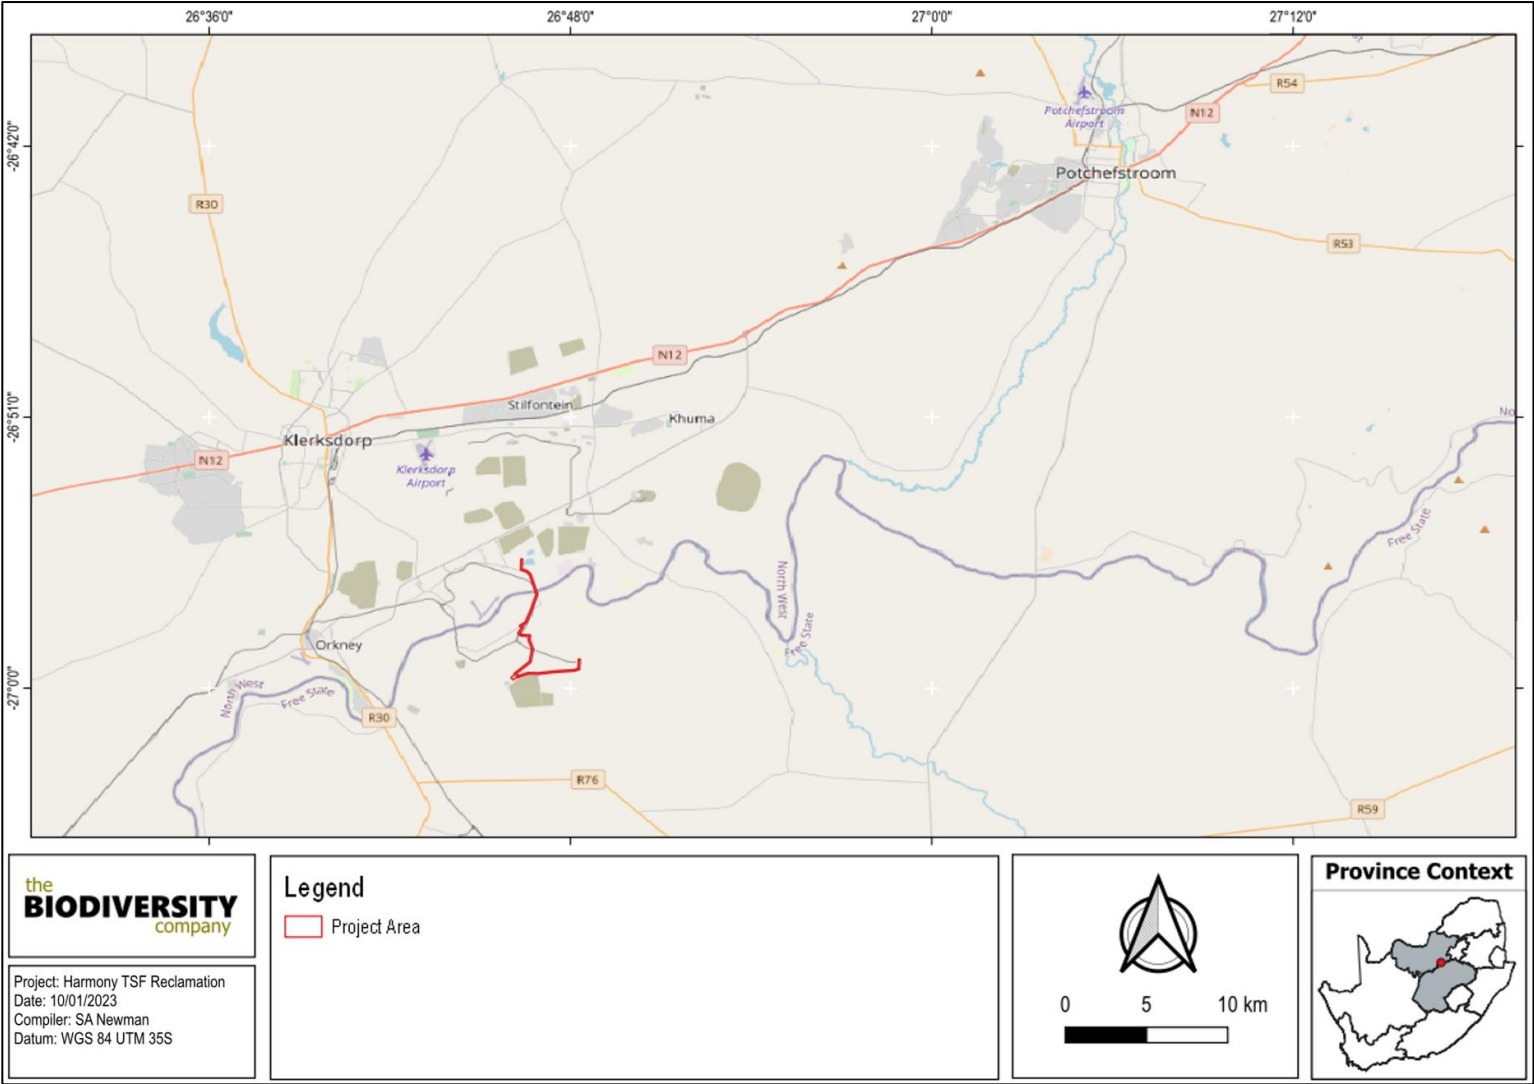 26°36'0"
26°48'0"
27°0'0"
27°12'0"
-26°42'0"
-26°51'0"
-27°0'0"
R54
Potchefstroom
Airport
N12
Potchefstroom
R30
R53
N12
Stilfontein
Khuma
Klerksdorp
N12
Klerksdorp
Airport
No
Free State
North West
Free State
Orkney
North West
Free State
R30
R76
R59
the
BIODIVERSITY
company
Project: Harmony TSF Reclamation
Date: 10/01/2023
Compiler: SA Newman
Datum: WGS 84 UTM 35S
Legend
Project Area
0 5 10 km
Province Context